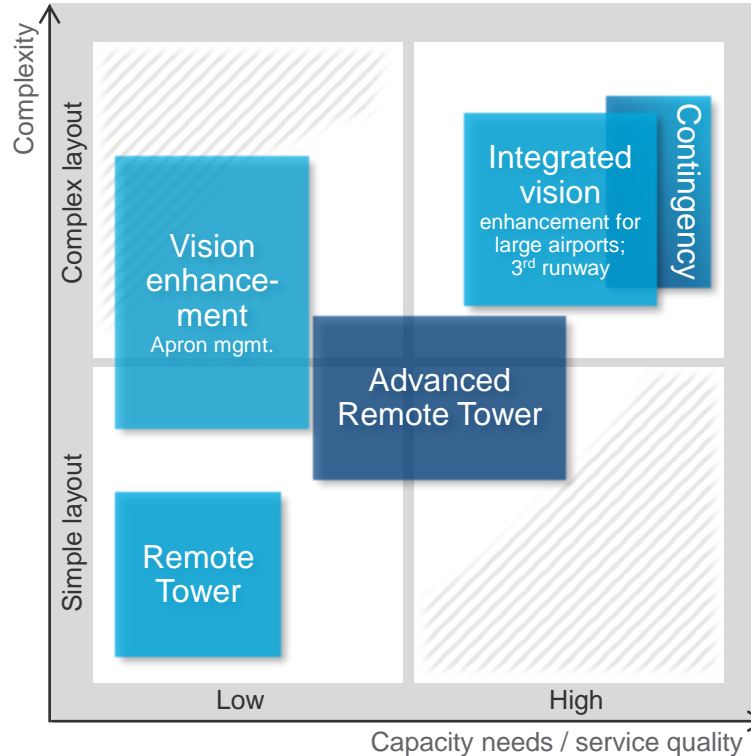 Complexity
Complex layout
Simple layout
Vision
enhance-
ment
Apron mgmt.
Integrated
vision
enhancement for
large airports;
3rd runway
Contingency
Advanced
Remote Tower
Remote
Tower
Low
High
Capacity needs / service quality